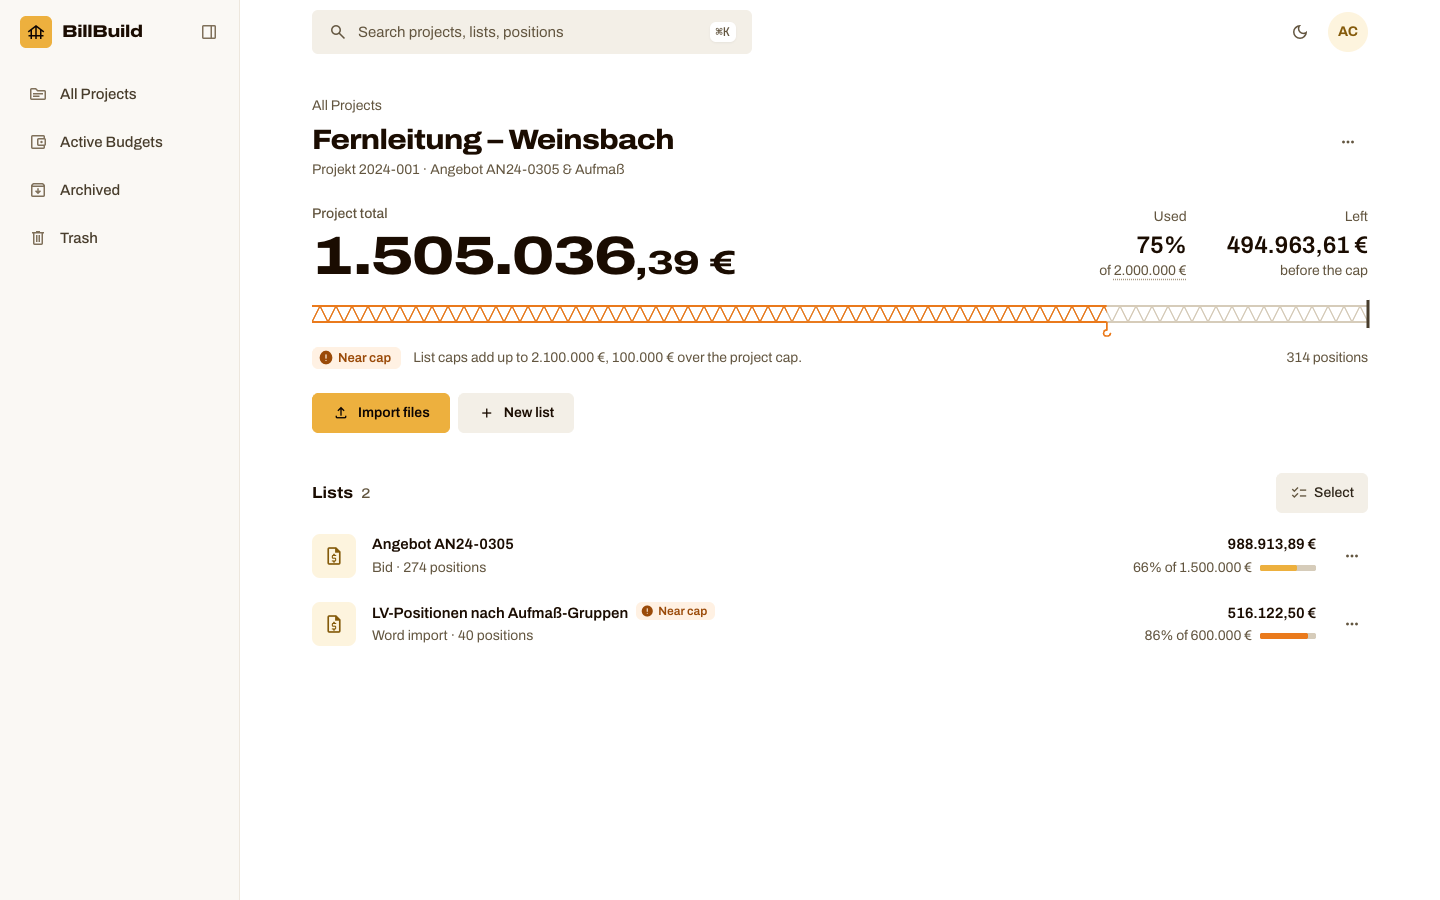 BillBuild
Search projects, lists, positions
⌘K
AC
All Projects
Active Budgets
Archived
Trash
All Projects
Fernleitung – Weinsbach
Projekt 2024-001 · Angebot AN24-0305 & Aufmaß
Project total
1.505.036,39 €
Used
75%
of 2.000.000 €
Left
494.963,61 €
before the cap
Near cap
List caps add up to 2.100.000 €, 100.000 € over the project cap.
314 positions
Import files
New list
Lists 2
Select
Angebot AN24-0305
988.913,89 €
Bid · 274 positions
66% of 1.500.000 €
LV-Positionen nach Aufmaß-Gruppen
Near cap
516.122,50 €
Word import · 40 positions
86% of 600.000 €